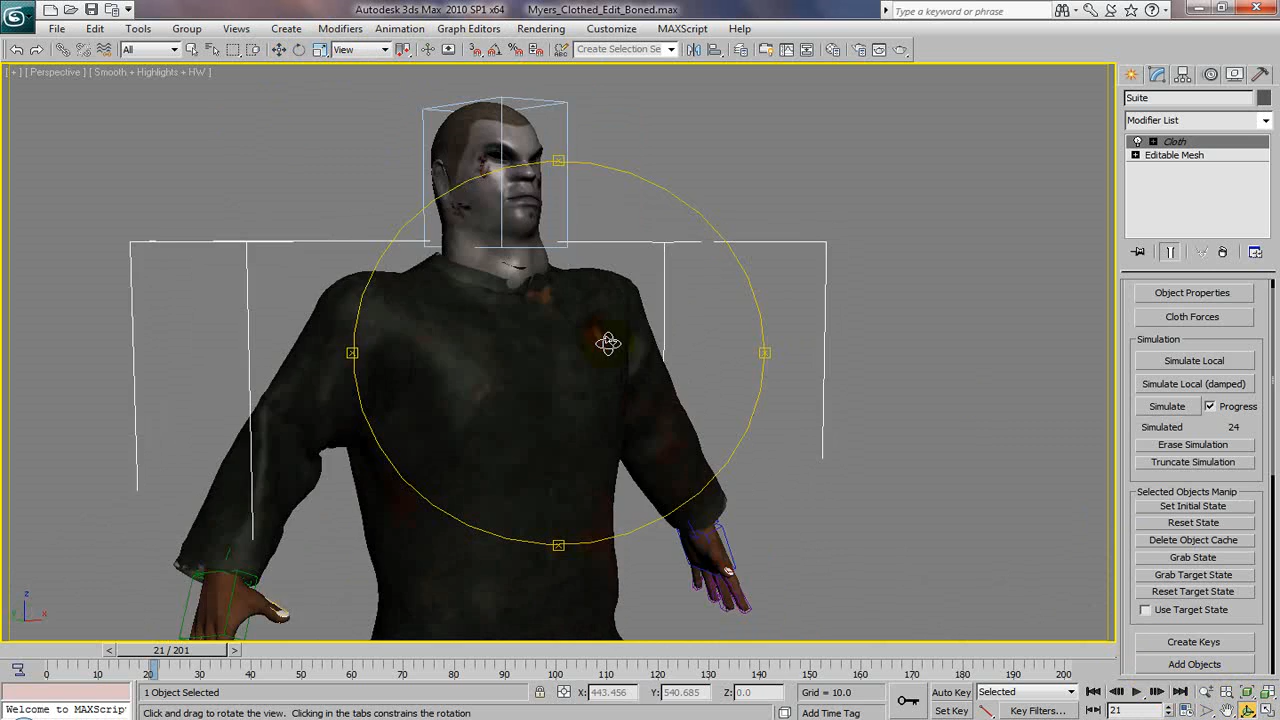 Autodesk 3ds Max 2010 SP1 x64 Myers_Clothed_Edit_Boned.max
Type a keyword or phrase
File Edit Tools Group Views Create Modifiers Animation Graph Editors Rendering Customize MAXScript Help
All View Create Selection Se
[ + ] [ Perspective ] [ Smooth + Highlights + HW ]
Suite
Modifier List
Cloth
Editable Mesh
Object Properties
Cloth Forces
Simulation
Simulate Local
Simulate Local (damped)
Simulate Progress
Simulated 24
Erase Simulation
Truncate Simulation
Selected Objects Manip
Set Initial State
Reset State
Delete Object Cache
Grab State
Grab Target State
Reset Target State
Use Target State
Create Keys
Add Objects
z
x
< 21 / 201 >
10 20 30 40 50 60 70 80 90 100 110 120 130 140 150 160 170 180 190 200
1 Object Selected X: 443.456 Y: 540.685 Z: 0.0 Grid = 10.0 Auto Key Selected
Welcome to MAXScrip Click and drag to rotate the view. Clicking in the tabs constrains the rotation Add Time Tag Set Key Key Filters... 21